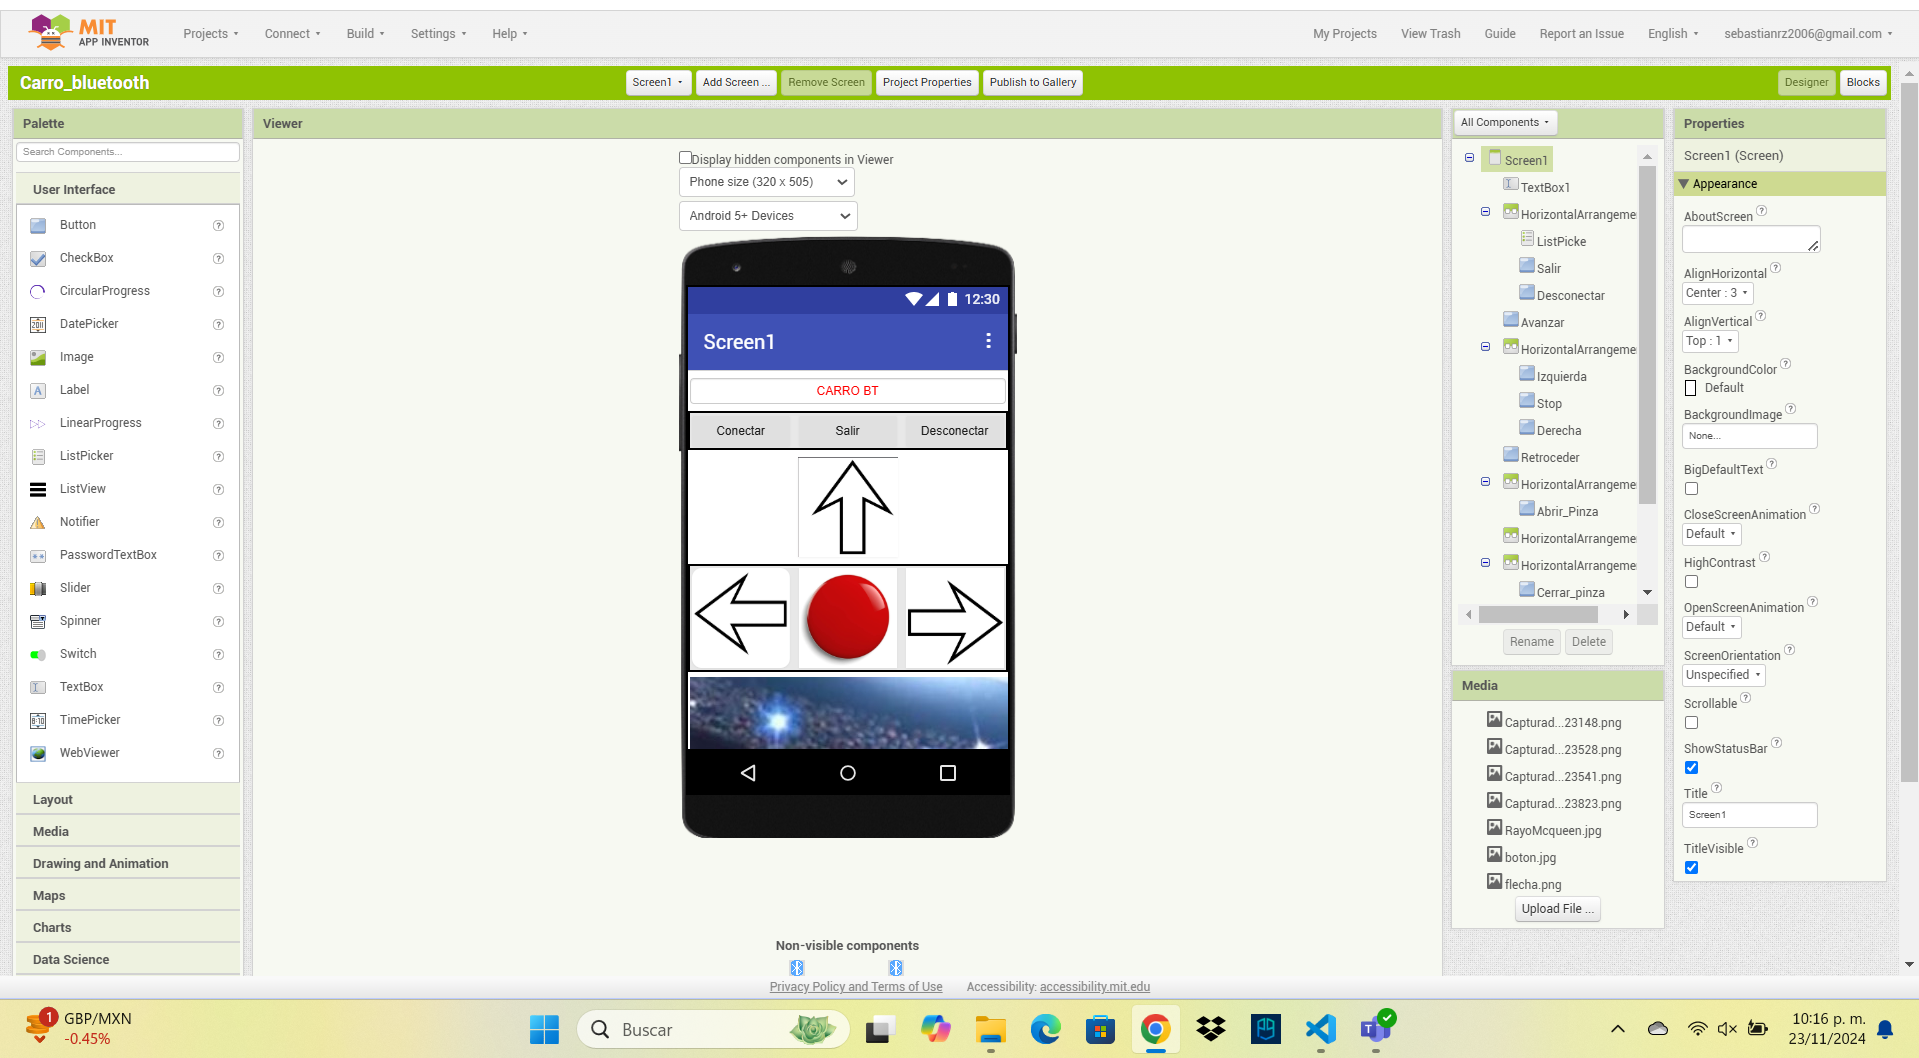 MIT
APP INVENTOR
Projects
Connect
Build
Settings
Help
My Projects
View Trash
Guide
Report an Issue
English
sebastianrz2006@gmail.com
Carro_bluetooth
Screen1
Add Screen ...
Remove Screen
Project Properties
Publish to Gallery
Designer
Blocks
Palette
Search Components...
User Interface
Button
CheckBox
CircularProgress
DatePicker
Image
Label
LinearProgress
ListPicker
ListView
Notifier
PasswordTextBox
Slider
Spinner
Switch
TextBox
TimePicker
WebViewer
Layout
Media
Drawing and Animation
Maps
Charts
Data Science
Viewer
Display hidden components in Viewer
Phone size (320 x 505)
Android 5+ Devices
12:30
Screen1
CARRO BT
Conectar
Salir
Desconectar
Non-visible components
All Components
Screen1
TextBox1
HorizontalArrangeme
ListPicke
Salir
Desconectar
Avanzar
HorizontalArrangeme
Izquierda
Stop
Derecha
Retroceder
HorizontalArrangeme
Abrir_Pinza
HorizontalArrangeme
HorizontalArrangeme
Cerrar_pinza
Rename
Delete
Media
Capturad...23148.png
Capturad...23528.png
Capturad...23541.png
Capturad...23823.png
RayoMcqueen.jpg
boton.jpg
flecha.png
Upload File ...
Properties
Screen1 (Screen)
Appearance
AboutScreen
AlignHorizontal
Center : 3
AlignVertical
Top : 1
BackgroundColor
Default
BackgroundImage
None...
BigDefaultText
CloseScreenAnimation
Default
HighContrast
OpenScreenAnimation
Default
ScreenOrientation
Unspecified
Scrollable
ShowStatusBar
Title
Screen1
TitleVisible
Privacy Policy and Terms of Use
Accessibility: accessibility.mit.edu
1
GBP/MXN
-0.45%
Buscar
10:16 p. m.
23/11/2024